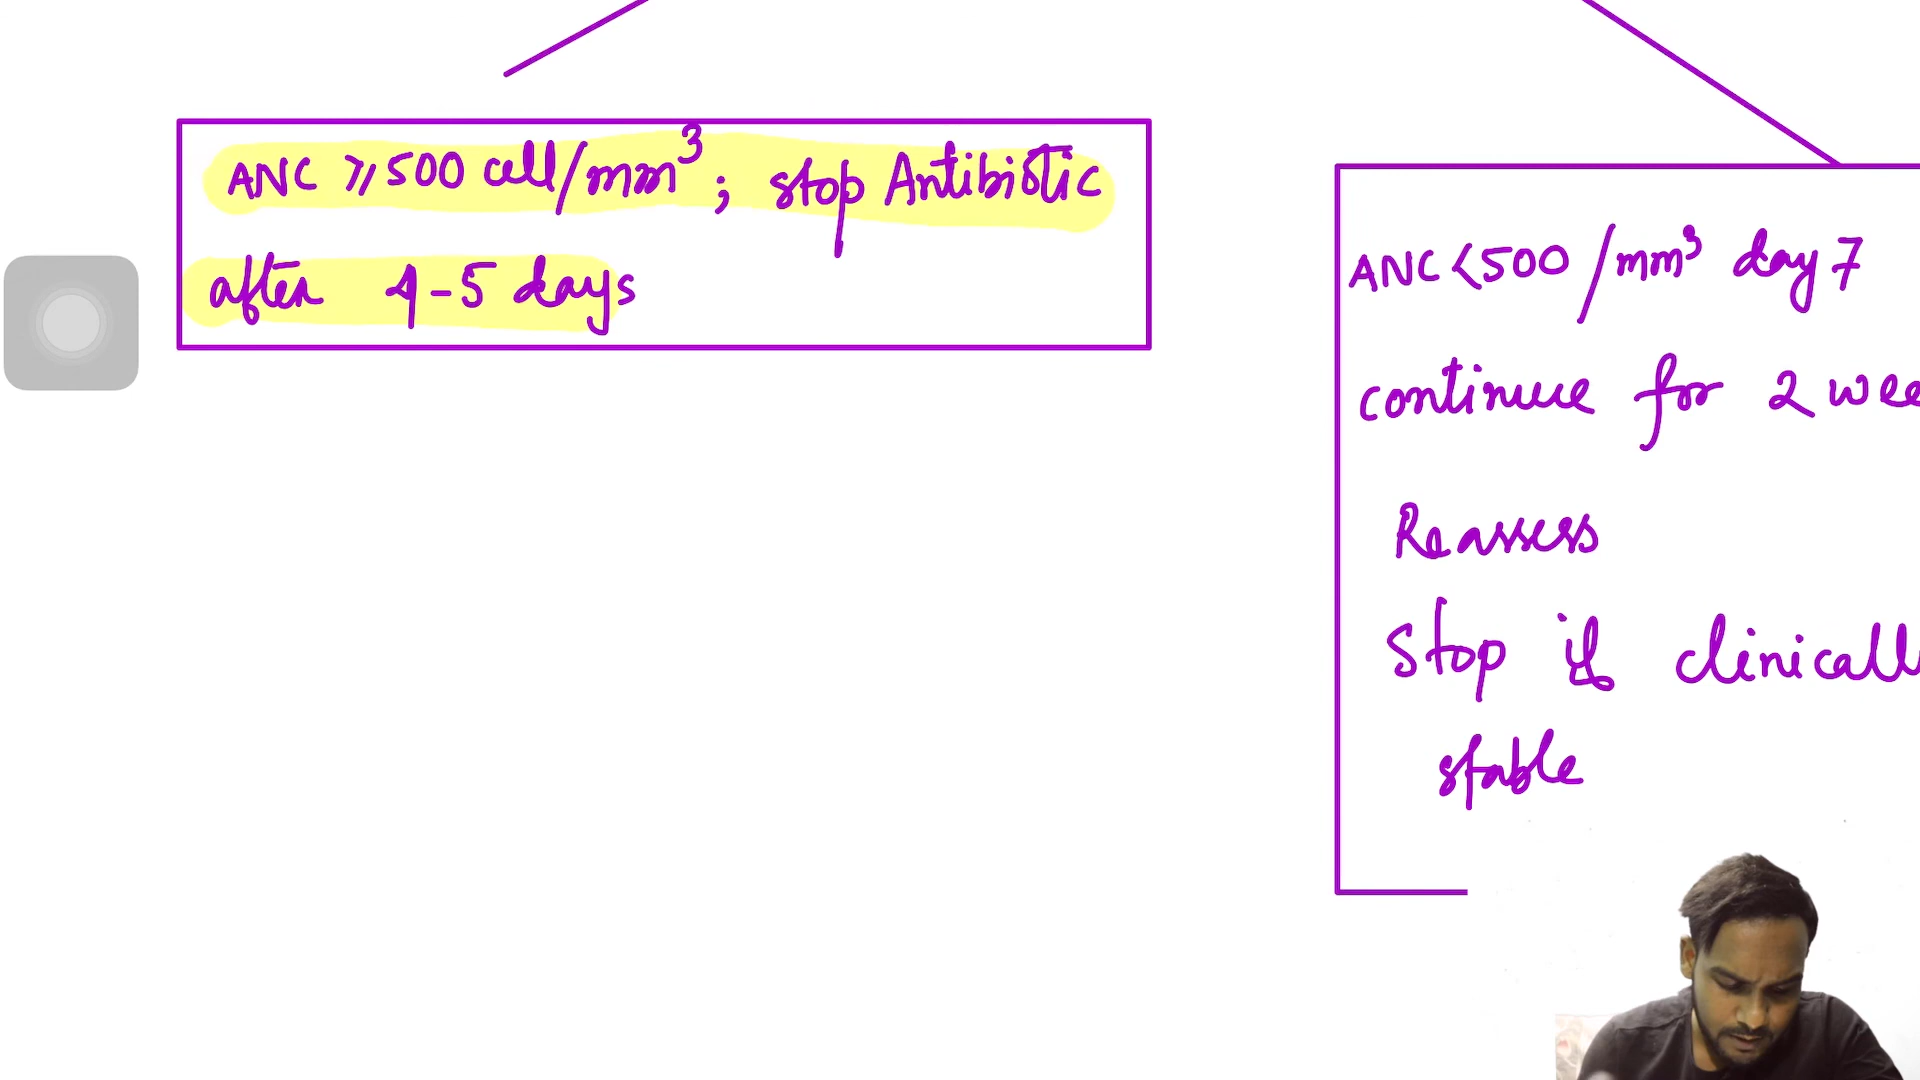 ANC ⩾ 500 cell/mm³; stop Antibiotic
after 4-5 days
ANC < 500 /mm³ day 7
continue for 2 wee
Reassess
Stop if clinicall
stable